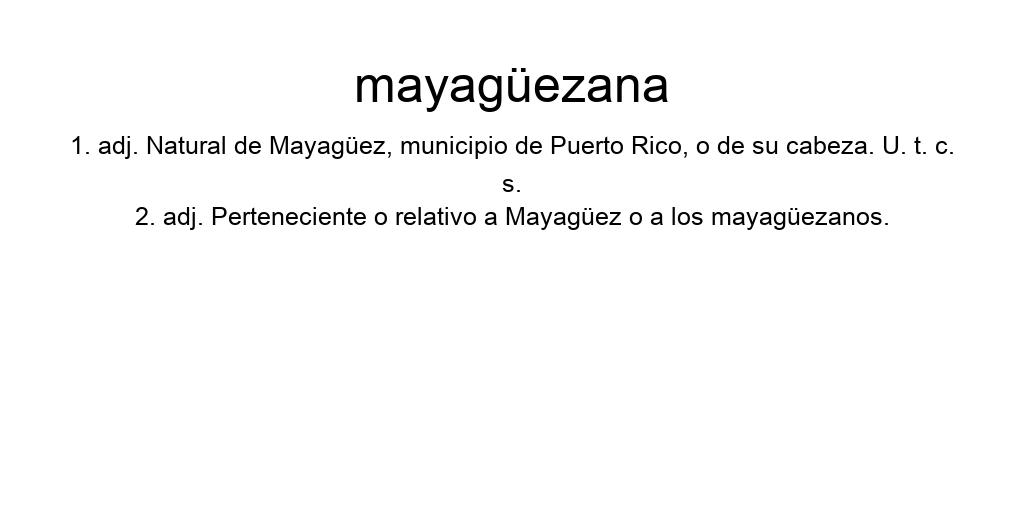 mayagüezana
1. adj. Natural de Mayagüez, municipio de Puerto Rico, o de su cabeza. U. t. c.
s.
2. adj. Perteneciente o relativo a Mayagüez o a los mayagüezanos.